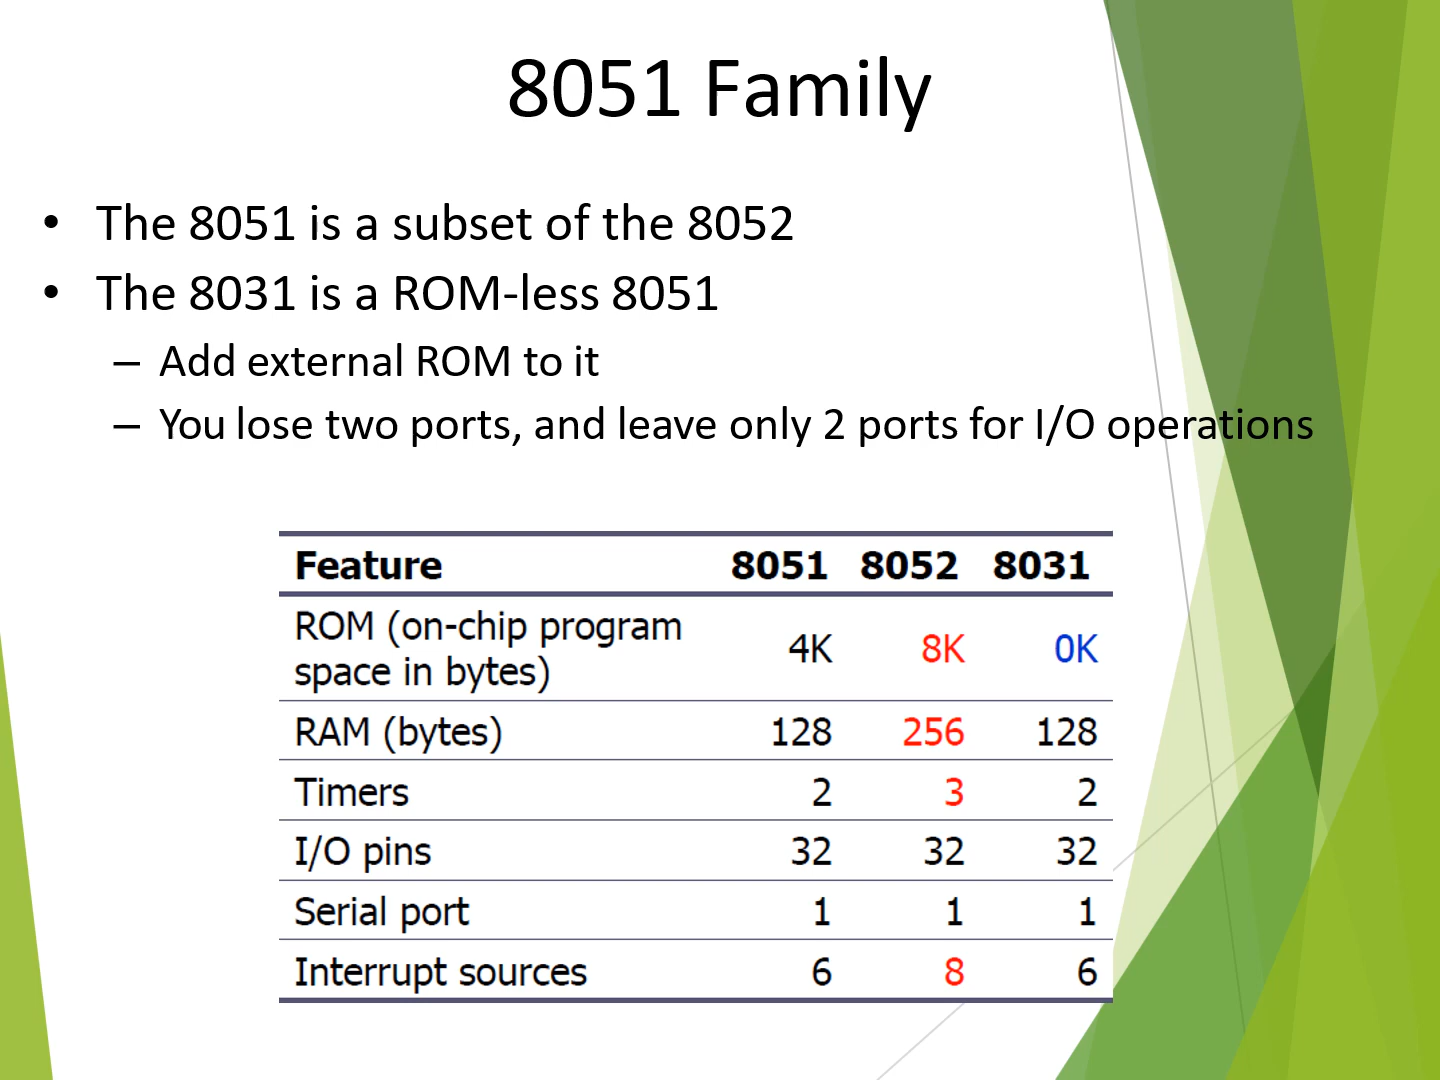 8051 Family
• The 8051 is a subset of the 8052
• The 8031 is a ROM-less 8051
– Add external ROM to it
– You lose two ports, and leave only 2 ports for I/O operations
Feature 8051 8052 8031
ROM (on-chip program
space in bytes) 4K 8K 0K
RAM (bytes) 128 256 128
Timers 2 3 2
I/O pins 32 32 32
Serial port 1 1 1
Interrupt sources 6 8 6